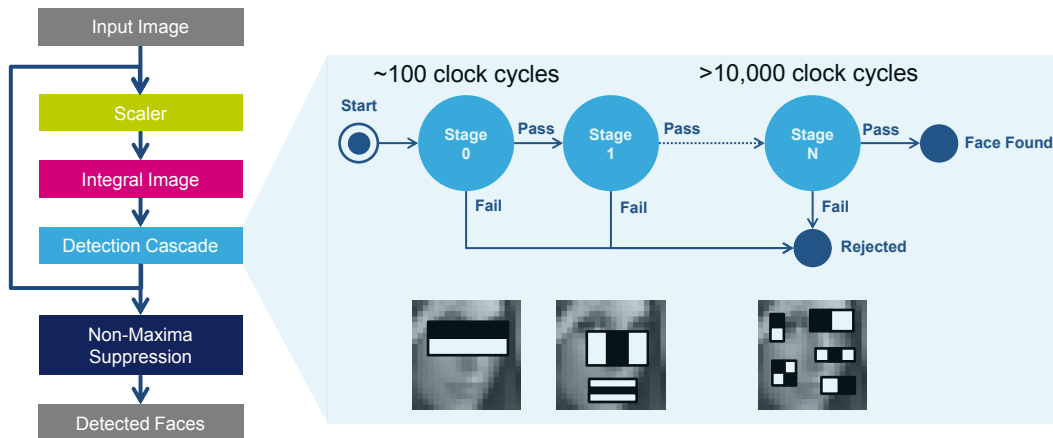 Input Image
Scaler
Integral Image
Detection Cascade
Non-Maxima
Suppression
Detected Faces
~100 clock cycles
>10,000 clock cycles
Start
Stage
0
Pass
Stage
1
Pass
Stage
N
Pass
Face Found
Fail
Fail
Fail
Rejected